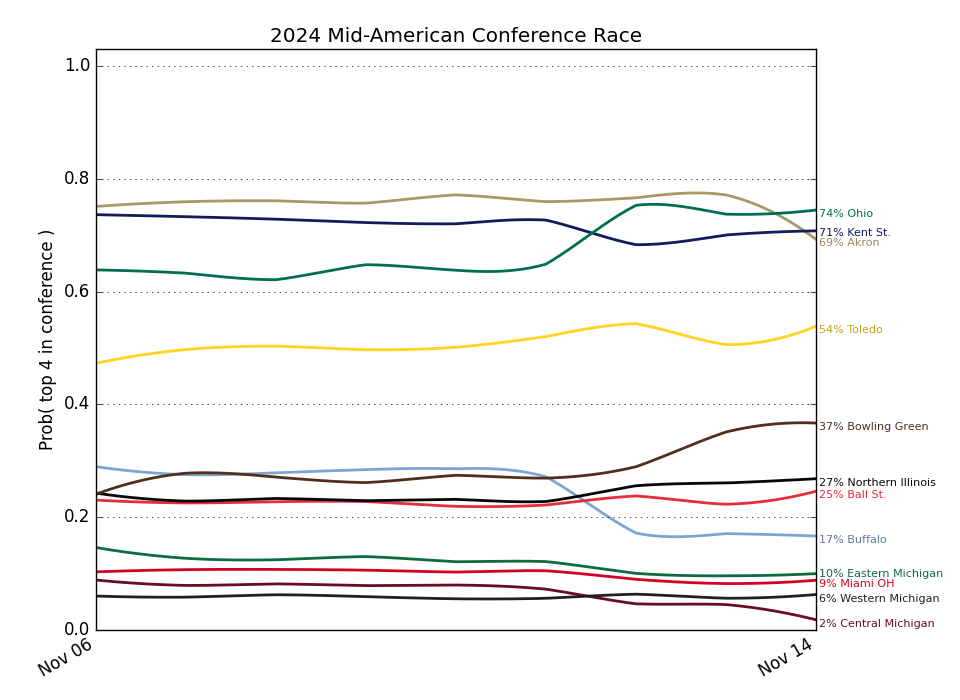 2024 Mid-American Conference Race
Prob( top 4 in conference )
1.0
0.8
0.6
0.4
0.2
0.0
Nov 06
Nov 14
74% Ohio
71% Kent St.
69% Akron
54% Toledo
37% Bowling Green
27% Northern Illinois
25% Ball St.
17% Buffalo
10% Eastern Michigan
9% Miami OH
6% Western Michigan
2% Central Michigan